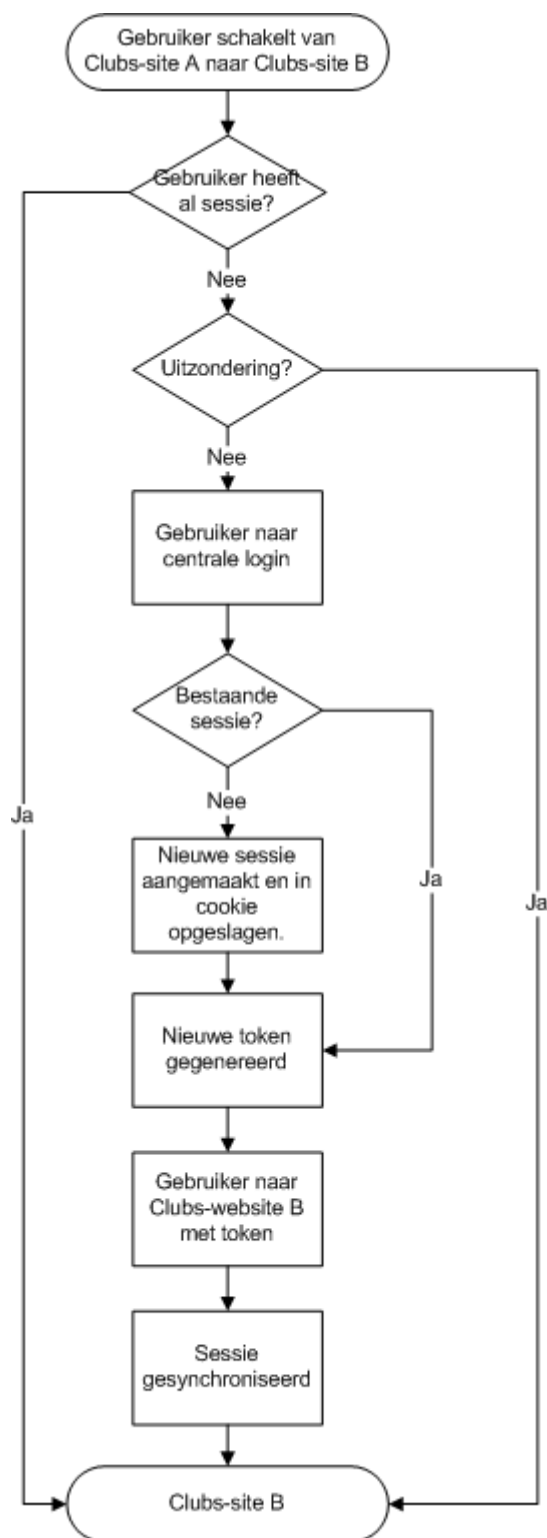 Gebruiker schakelt van
Clubs-site A naar Clubs-site B
Gebruiker heeft
al sessie?
Nee
Uitzondering?
Nee
Gebruiker naar
centrale login
Bestaande
sessie?
Nee
Ja
Nieuwe sessie
aangemaakt en in
cookie
opgeslagen.
Ja
Ja
Nieuwe token
gegenereerd
Gebruiker naar
Clubs-website B
met token
Sessie
gesynchroniseerd
Clubs-site B